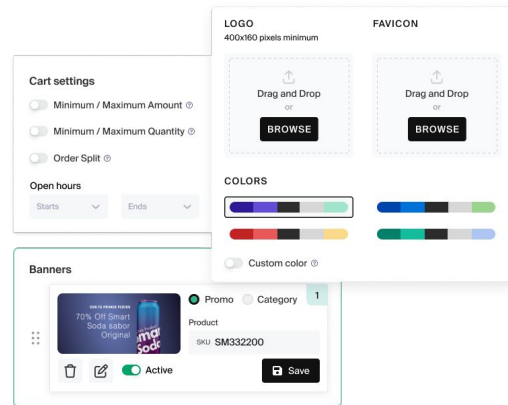 LOGO
400x160 pixels minimum
FAVICON
Drag and Drop
or
BROWSE
Drag and Drop
or
BROWSE
COLORS
Custom color
Cart settings
Minimum / Maximum Amount
Minimum / Maximum Quantity
Order Split
Open hours
Starts
Ends
Banners
70% Off Smart
Soda sabor
Original
Smart
Soda
Promo
Category
1
Product
SKU SM332200
Active
Save